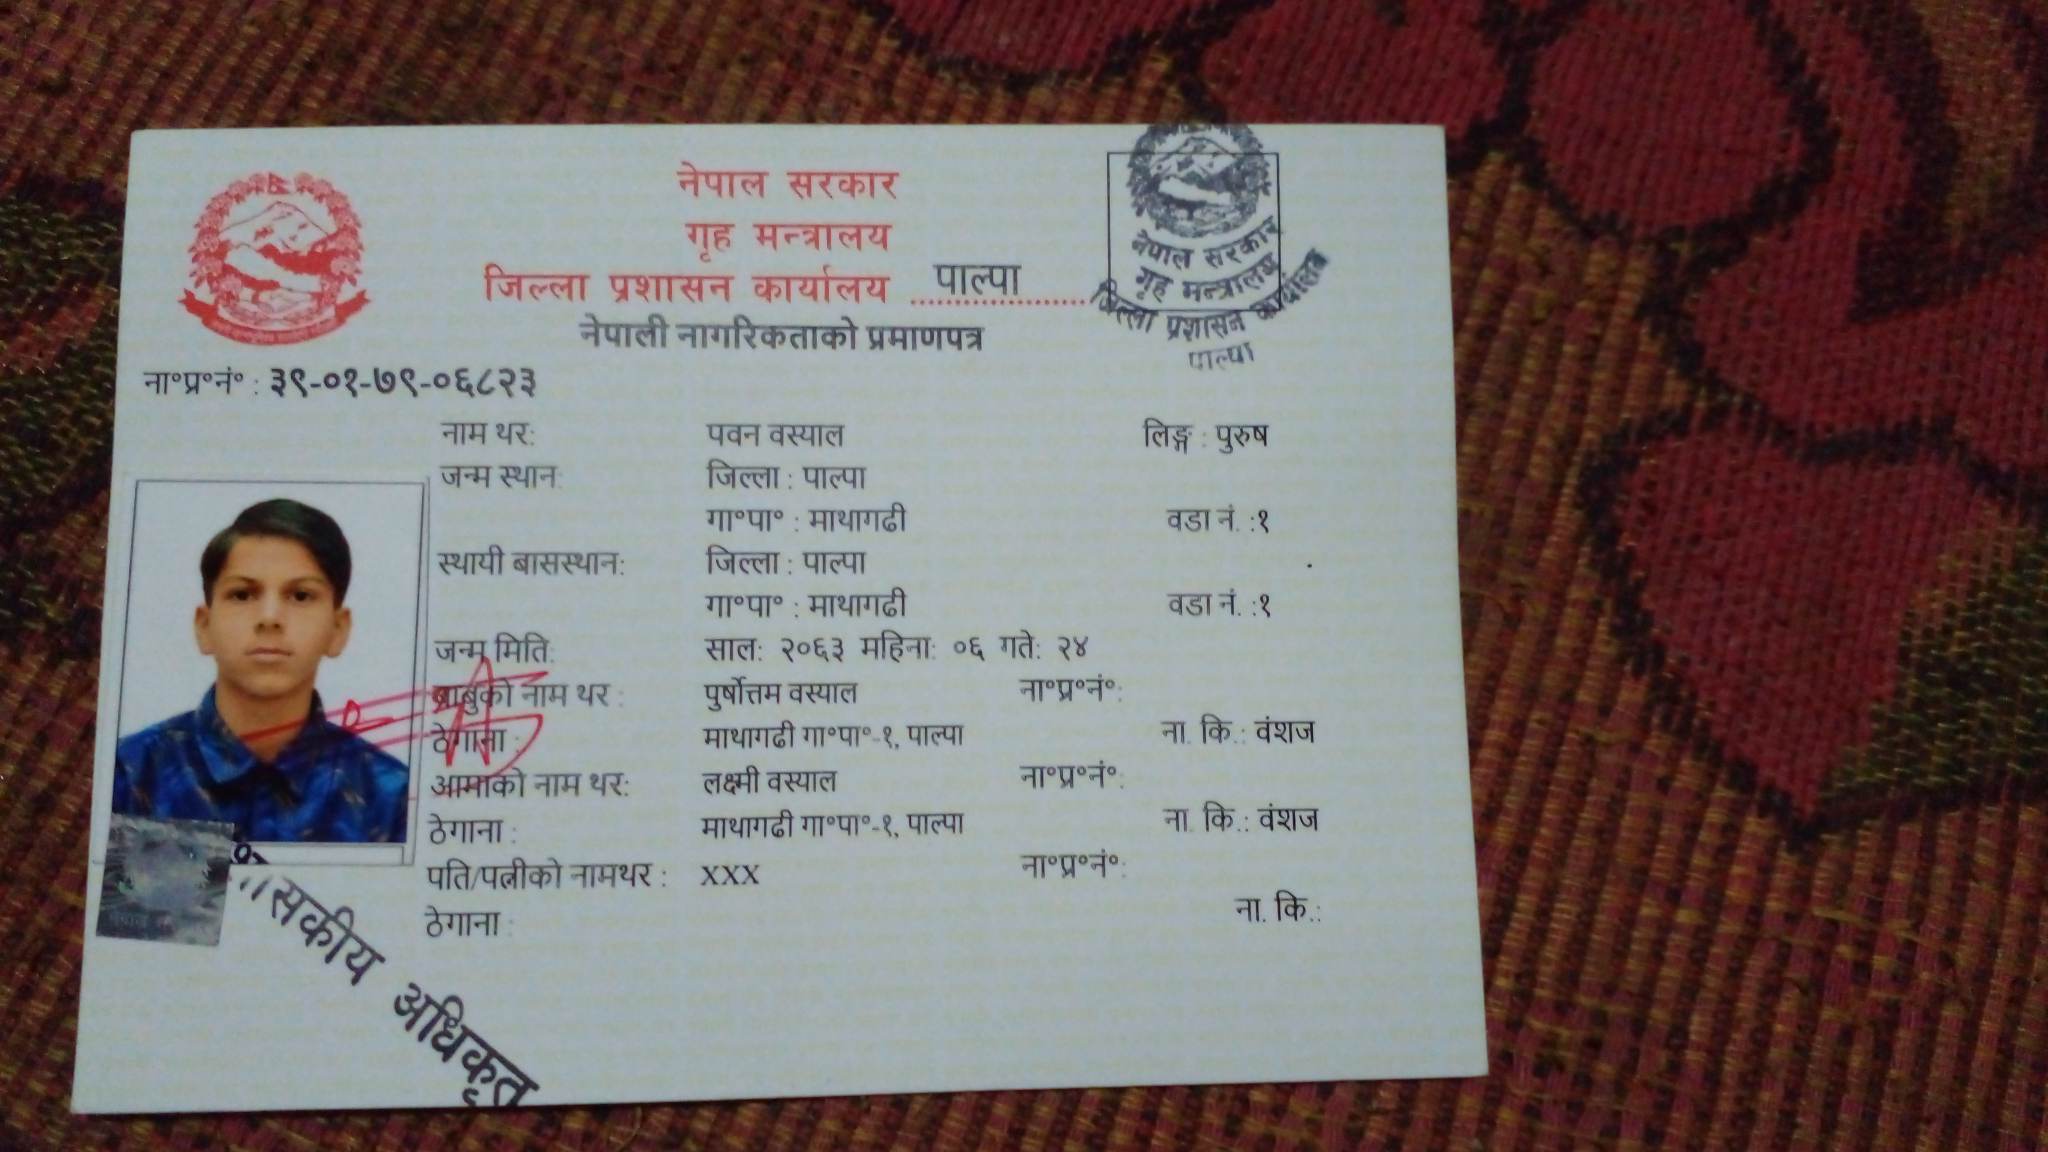 नेपाल सरकार
गृह मन्त्रालय
जिल्ला प्रशासन कार्यालय पाल्पा
नेपाली नागरिकताको प्रमाणपत्र
नेपाल सरकार
गृह मन्त्रालय
जिल्ला प्रशासन कार्यालय
पाल्पा
ना॰प्र॰नं॰ : ३९-०१-७९-०६८२३
नाम थर: पवन वस्याल लिङ्ग : पुरुष
जन्म स्थान: जिल्ला : पाल्पा
गा॰पा॰ : माथागढी वडा नं. :१
स्थायी बासस्थान: जिल्ला : पाल्पा
गा॰पा॰ : माथागढी वडा नं. :१
जन्म मिति: साल: २०६३ महिना: ०६ गते: २४
बाबुको नाम थर : पुर्षोत्तम वस्याल ना॰प्र॰नं॰:
ठेगाना : माथागढी गा॰पा॰-१, पाल्पा ना. कि.: वंशज
आमाको नाम थर: लक्ष्मी वस्याल ना॰प्र॰नं॰:
ठेगाना : माथागढी गा॰पा॰-१, पाल्पा ना. कि.: वंशज
पति/पत्नीको नामथर : XXX ना॰प्र॰नं॰:
ठेगाना : ना. कि.:
अधिकृत